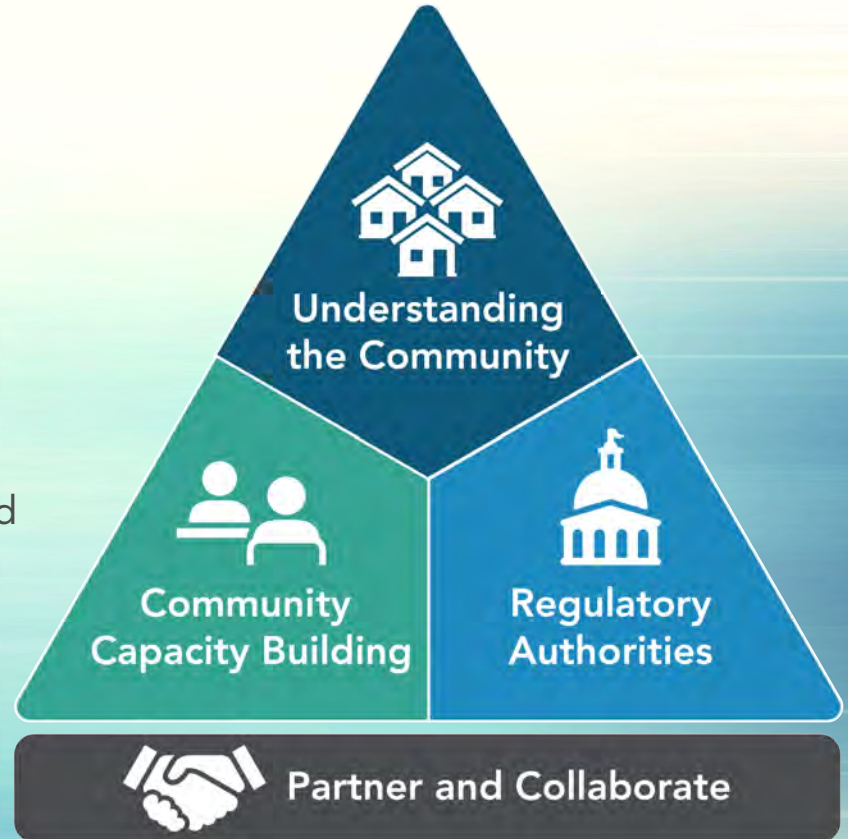 Understanding
the Community
d
Community
Capacity Building
Regulatory
Authorities
Partner and Collaborate